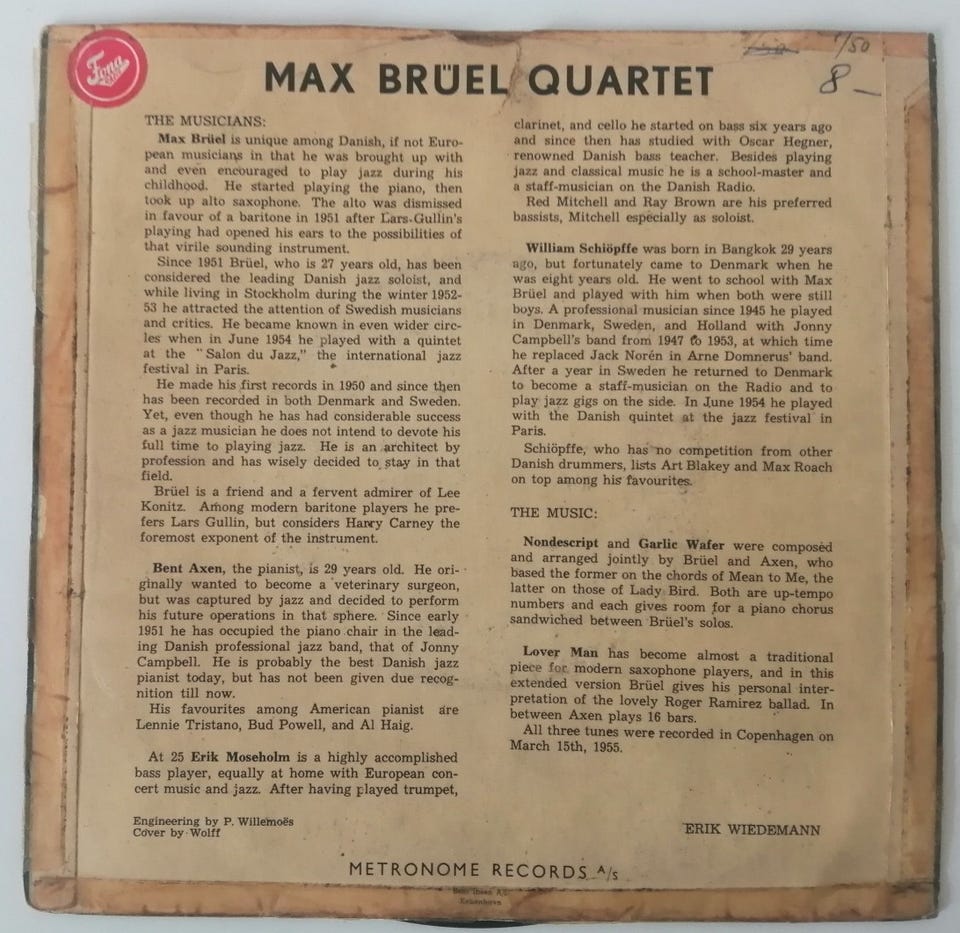 Fona
1/50
8 –
MAX BRÜEL QUARTET
THE MUSICIANS:
Max Brüel is unique among Danish, if not Euro-
pean musicians in that he was brought up with
and even encouraged to play jazz during his
childhood. He started playing the piano, then
took up alto saxophone. The alto was dismissed
in favour of a baritone in 1951 after Lars-Gullin's
playing had opened his ears to the possibilities of
that virile sounding instrument.
Since 1951 Brüel, who is 27 years old, has been
considered the leading Danish jazz soloist, and
while living in Stockholm during the winter 1952-
53 he attracted the attention of Swedish musicians
and critics. He became known in even wider circ-
les when in June 1954 he played with a quintet
at the "Salon du Jazz," the international jazz
festival in Paris.
He made his first records in 1950 and since then
has been recorded in both Denmark and Sweden.
Yet, even though he has had considerable success
as a jazz musician he does not intend to devote his
full time to playing jazz. He is an architect by
profession and has wisely decided to stay in that
field.
Brüel is a friend and a fervent admirer of Lee
Konitz. Among modern baritone players he pre-
fers Lars Gullin, but considers Harry Carney the
foremost exponent of the instrument.
Bent Axen, the pianist, is 29 years old. He ori-
ginally wanted to become a veterinary surgeon,
but was captured by jazz and decided to perform
his future operations in that sphere. Since early
1951 he has occupied the piano chair in the lead-
ing Danish professional jazz band, that of Jonny
Campbell. He is probably the best Danish jazz
pianist today, but has not been given due recog-
nition till now.
His favourites among American pianist are
Lennie Tristano, Bud Powell, and Al Haig.
At 25 Erik Moseholm is a highly accomplished
bass player, equally at home with European con-
cert music and jazz. After having played trumpet,
Engineering by P. Willemoës
Cover by Wolff
clarinet, and cello he started on bass six years ago
and since then has studied with Oscar Hegner,
renowned Danish bass teacher. Besides playing
jazz and classical music he is a school-master and
a staff-musician on the Danish Radio.
Red Mitchell and Ray Brown are his preferred
bassists, Mitchell especially as soloist.
William Schiöpffe was born in Bangkok 29 years
ago, but fortunately came to Denmark when he
was eight years old. He went to school with Max
Brüel and played with him when both were still
boys. A professional musician since 1945 he played
in Denmark, Sweden, and Holland with Jonny
Campbell's band from 1947 to 1953, at which time
he replaced Jack Norén in Arne Domnerus' band.
After a year in Sweden he returned to Denmark
to become a staff-musician on the Radio and to
play jazz gigs on the side. In June 1954 he played
with the Danish quintet at the jazz festival in
Paris.
Schiöpffe, who has no competition from other
Danish drummers, lists Art Blakey and Max Roach
on top among his favourites.
THE MUSIC:
Nondescript and Garlic Wafer were composed
and arranged jointly by Brüel and Axen, who
based the former on the chords of Mean to Me, the
latter on those of Lady Bird. Both are up-tempo
numbers and each gives room for a piano chorus
sandwiched between Brüel's solos.
Lover Man has become almost a traditional
piece for modern saxophone players, and in this
extended version Brüel gives his personal inter-
pretation of the lovely Roger Ramirez ballad. In
between Axen plays 16 bars.
All three tunes were recorded in Copenhagen on
March 15th, 1955.
ERIK WIEDEMANN
METRONOME RECORDS A/S
København